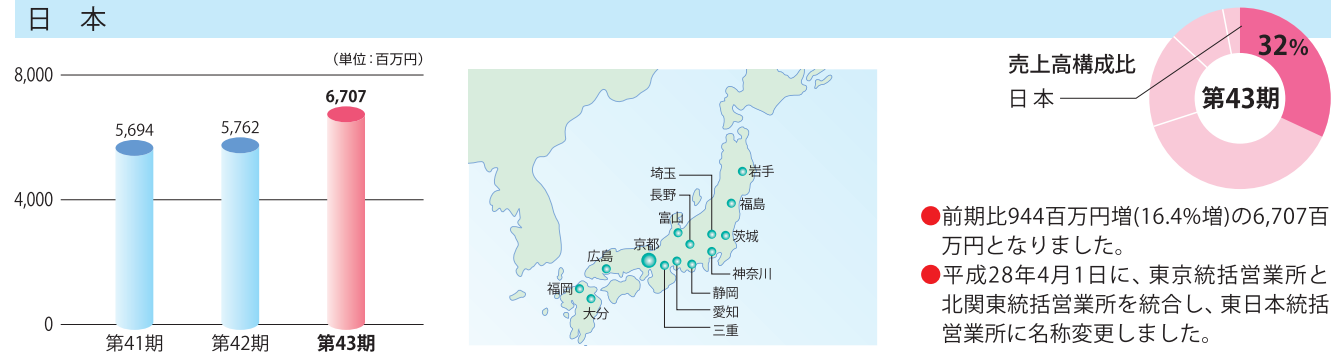 日 本
(単位:百万円)
8,000
4,000
0
5,694
5,762
6,707
第41期
第42期
第43期
埼玉
長野
富山
京都
広島
福岡
大分
岩手
福島
茨城
神奈川
静岡
愛知
三重
売上高構成比
日 本
32%
第43期
●前期比944百万円増(16.4%増)の6,707百
万円となりました。
●平成28年4月1日に、東京統括営業所と
北関東統括営業所を統合し、東日本統括
営業所に名称変更しました。